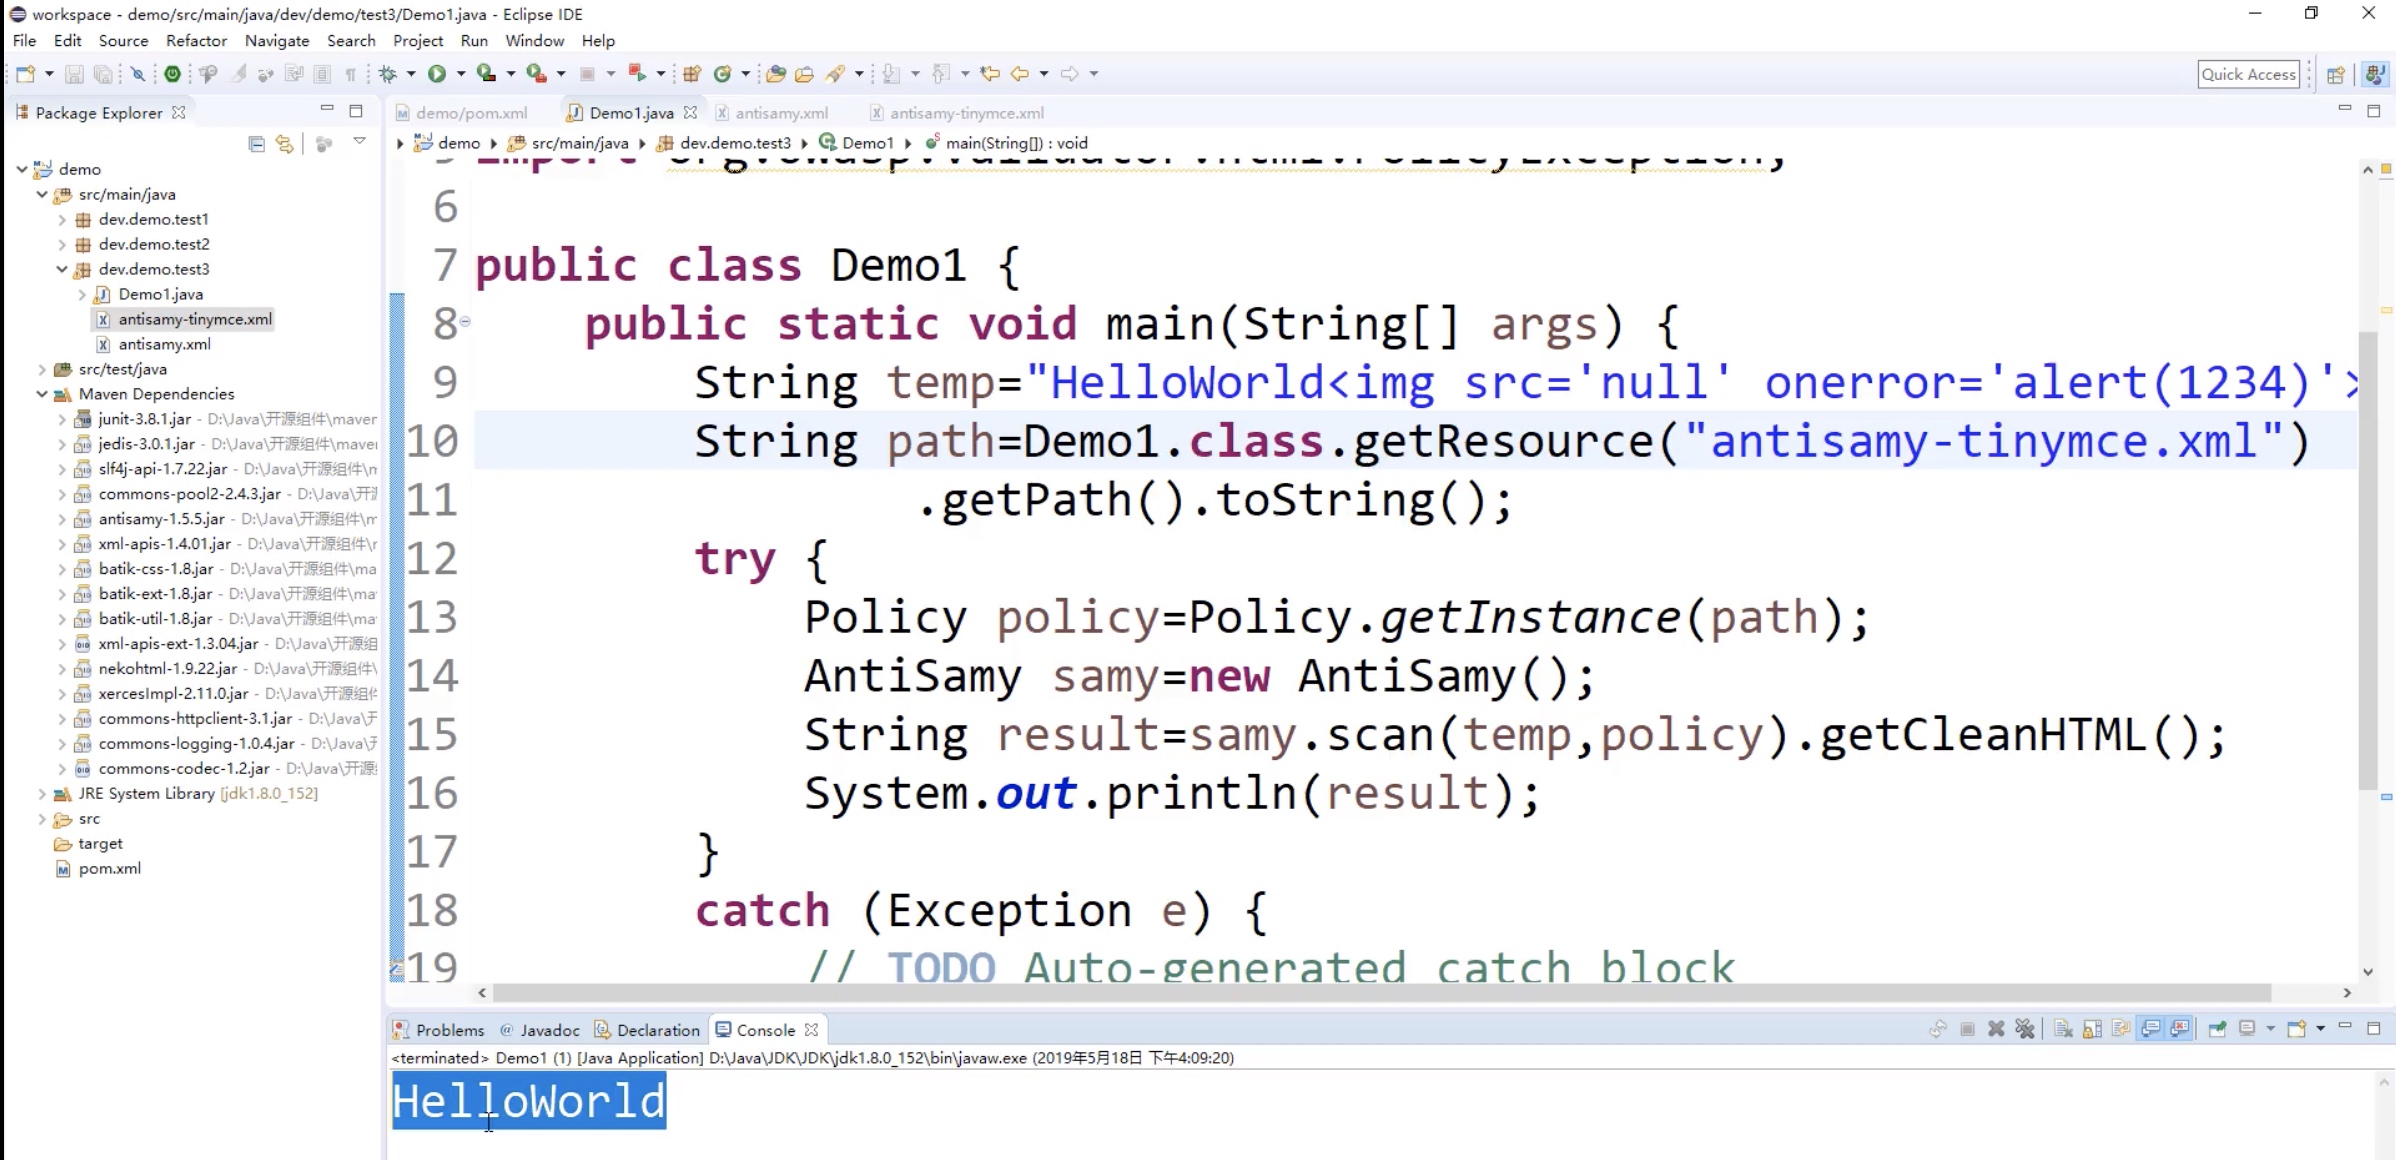 workspace - demo/src/main/java/dev/demo/test3/Demo1.java - Eclipse IDE
File Edit Source Refactor Navigate Search Project Run Window Help
Quick Access
Package Explorer
demo
src/main/java
dev.demo.test1
dev.demo.test2
dev.demo.test3
Demo1.java
antisamy-tinymce.xml
antisamy.xml
src/test/java
Maven Dependencies
junit-3.8.1.jar - D:\Java\开源组件\maven
jedis-3.0.1.jar - D:\Java\开源组件\maven
slf4j-api-1.7.22.jar - D:\Java\开源组件\m
commons-pool2-2.4.3.jar - D:\Java\开
antisamy-1.5.5.jar - D:\Java\开源组件\m
xml-apis-1.4.01.jar - D:\Java\开源组件\
batik-css-1.8.jar - D:\Java\开源组件\ma
batik-ext-1.8.jar - D:\Java\开源组件\ma
batik-util-1.8.jar - D:\Java\开源组件\ma
xml-apis-ext-1.3.04.jar - D:\Java\开源组
nekohtml-1.9.22.jar - D:\Java\开源组件\
xercesImpl-2.11.0.jar - D:\Java\开源组件
commons-httpclient-3.1.jar - D:\Java\开
commons-logging-1.0.4.jar - D:\Java\开
commons-codec-1.2.jar - D:\Java\开源
JRE System Library [jdk1.8.0_152]
src
target
pom.xml
demo/pom.xml Demo1.java antisamy.xml antisamy-tinymce.xml
demo src/main/java dev.demo.test3 Demo1 main(String[]) : void
import org.owasp.validator.html.PolicyException;
6
7 public class Demo1 {
8 public static void main(String[] args) {
9 String temp="HelloWorld<img src='null' onerror='alert(1234)'>
10 String path=Demo1.class.getResource("antisamy-tinymce.xml")
11 .getPath().toString();
12 try {
13 Policy policy=Policy.getInstance(path);
14 AntiSamy samy=new AntiSamy();
15 String result=samy.scan(temp,policy).getCleanHTML();
16 System.out.println(result);
17 }
18 catch (Exception e) {
19 // TODO Auto-generated catch block
Problems Javadoc Declaration Console
<terminated> Demo1 (1) [Java Application] D:\Java\JDK\JDK\jdk1.8.0_152\bin\javaw.exe (2019年5月18日 下午4:09:20)
HelloWorld